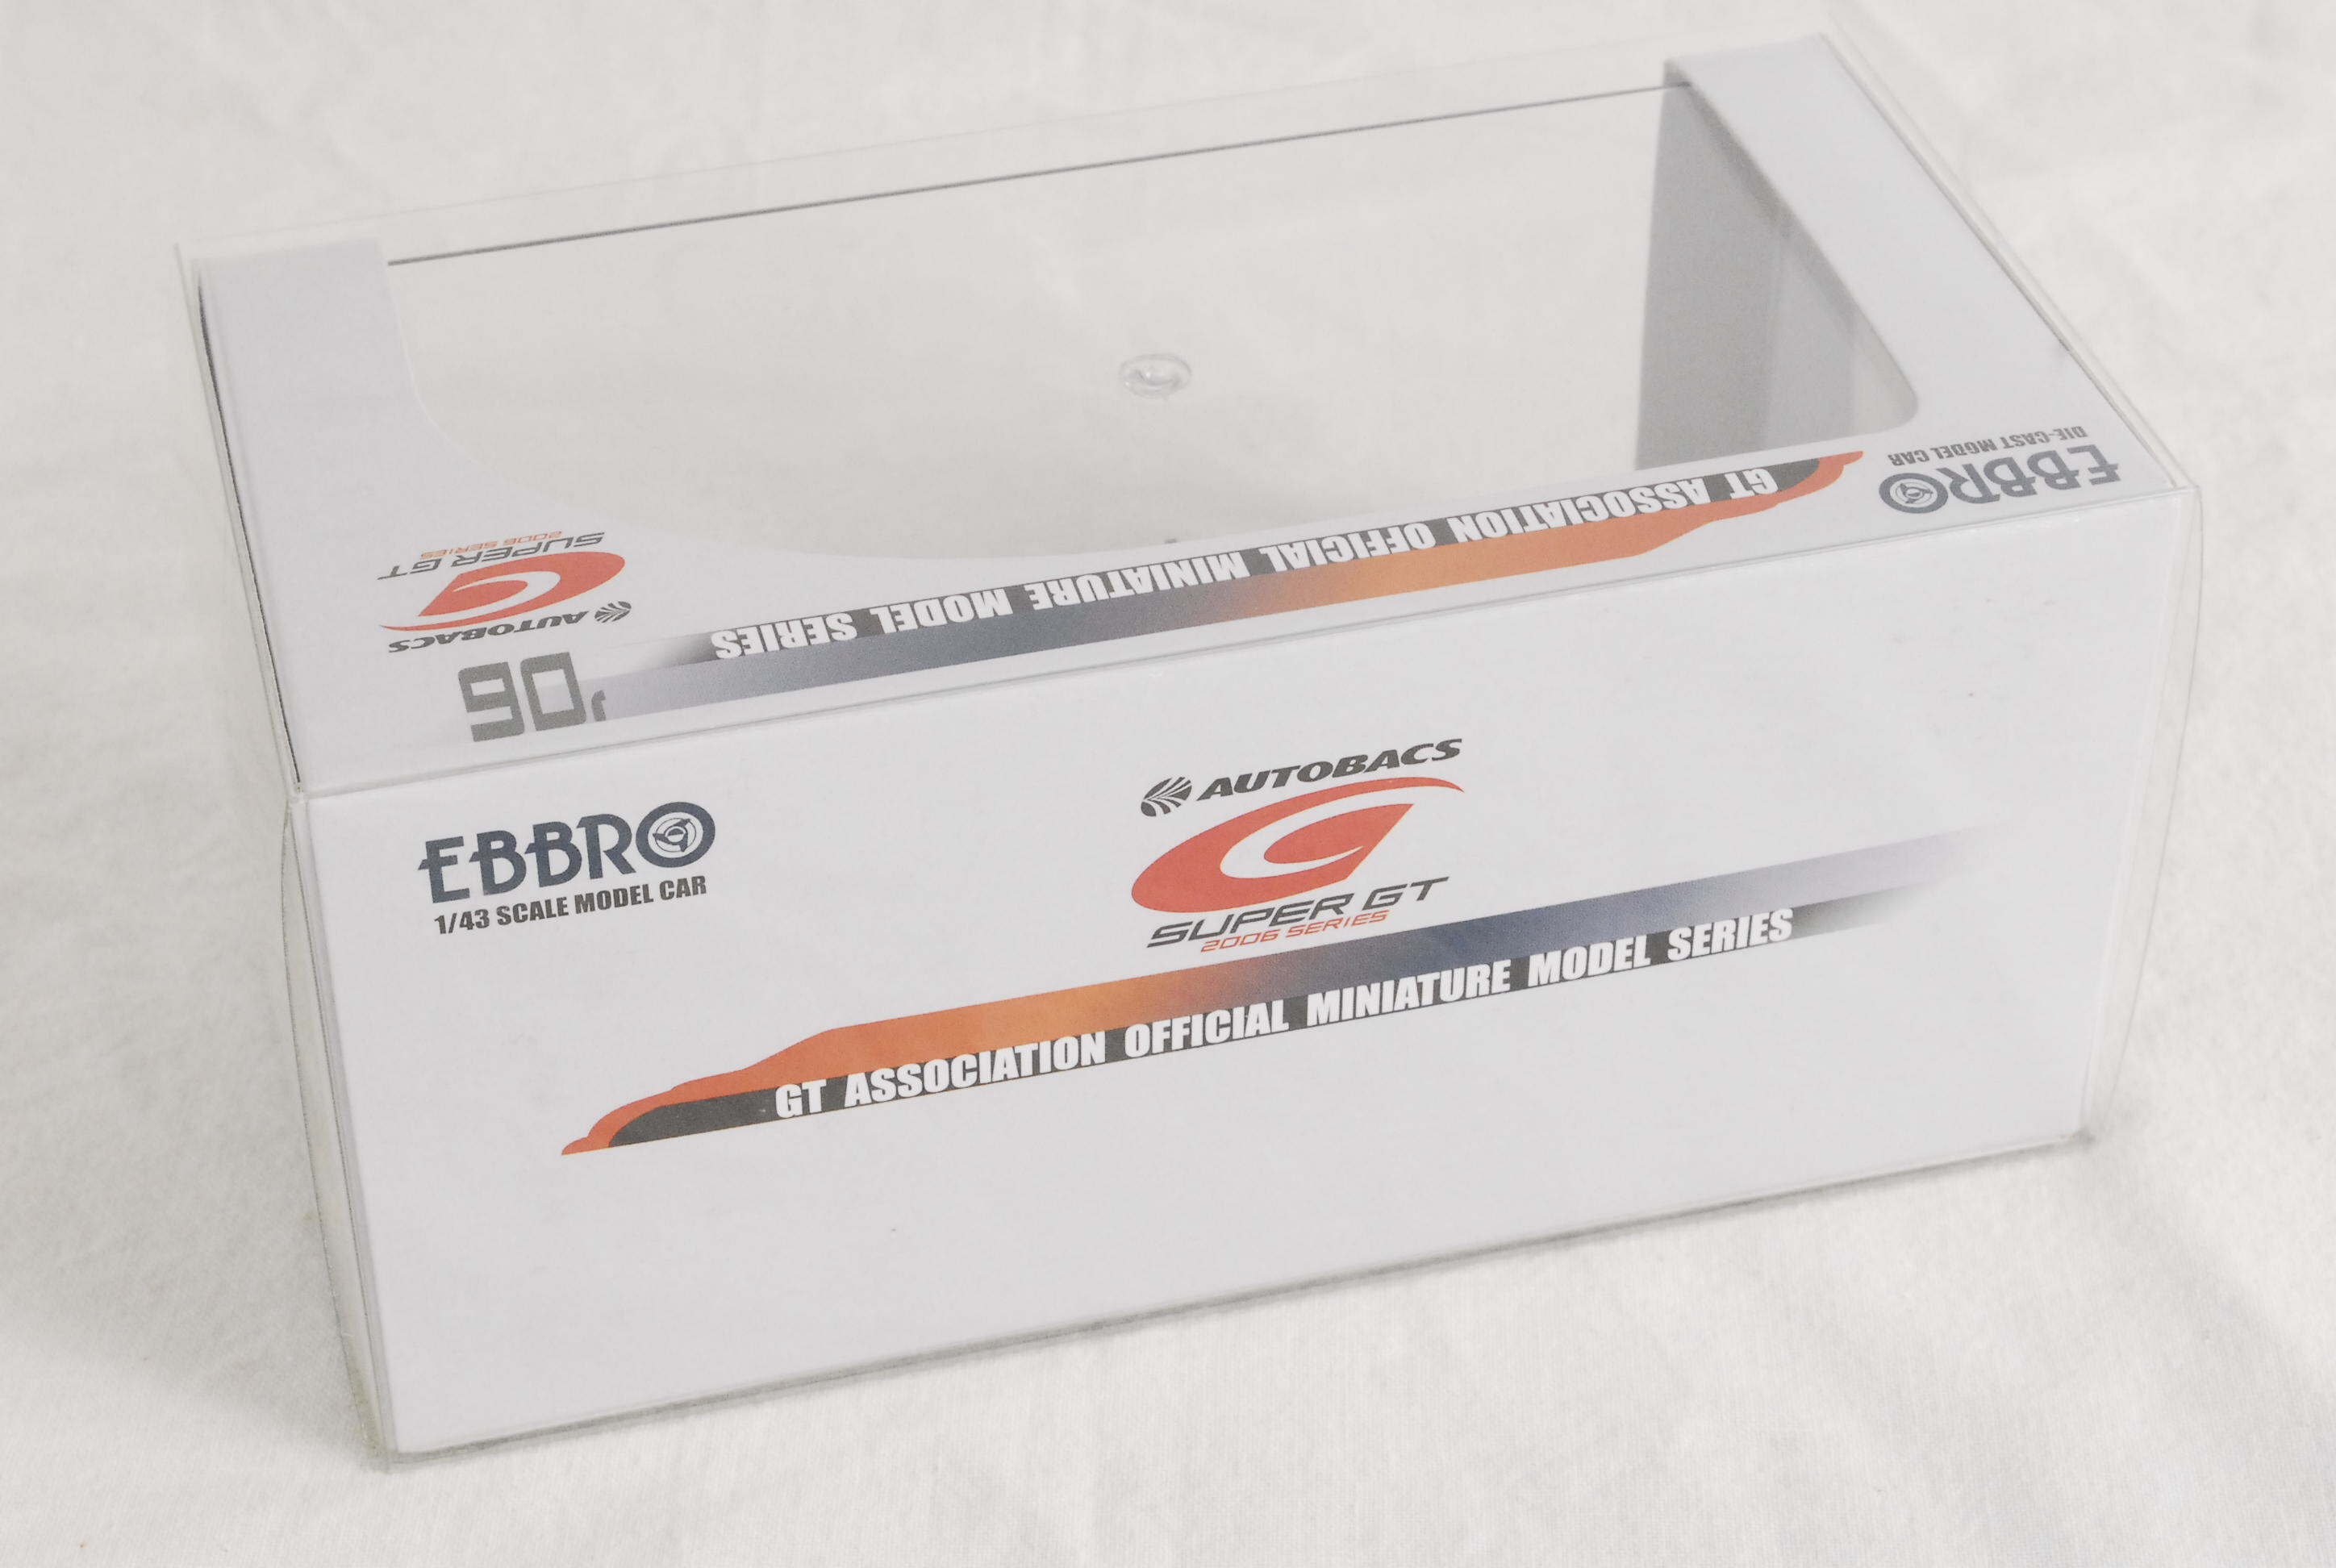 EBBRO
DIE-CAST MODEL CAR
GT ASSOCIATION OFFICIAL MINIATURE MODEL SERIES
'06
AUTOBACS
SUPER GT
2006 SERIES
EBBRO
1/43 SCALE MODEL CAR
AUTOBACS
SUPER GT
2006 SERIES
GT ASSOCIATION OFFICIAL MINIATURE MODEL SERIES